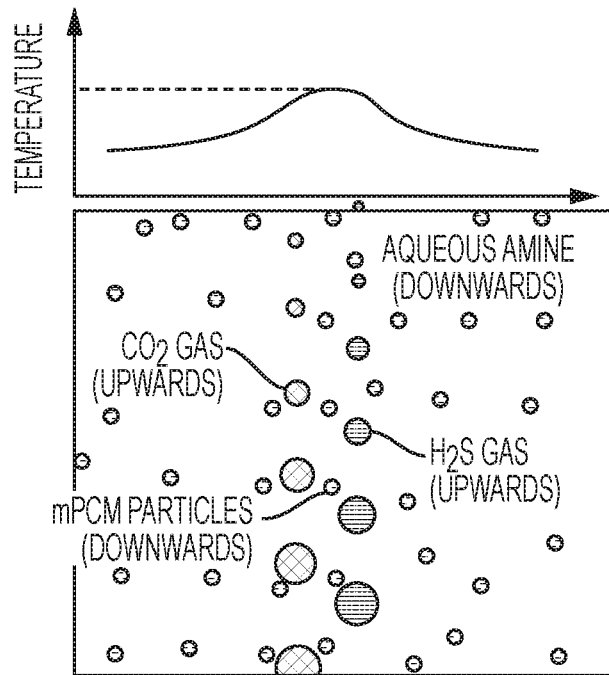 TEMPERATURE
AQUEOUS AMINE
(DOWNWARDS)
CO2 GAS
(UPWARDS)
H2S GAS
(UPWARDS)
mPCM PARTICLES
(DOWNWARDS)